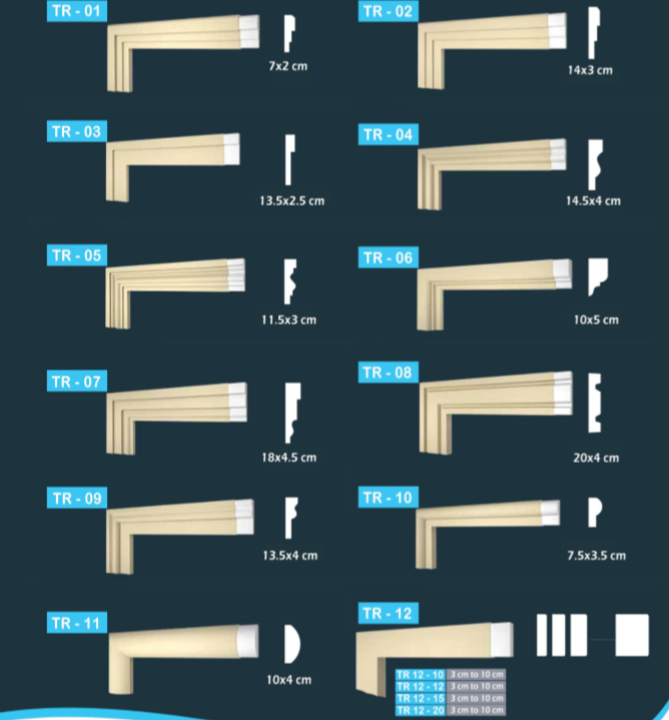 TR - 01
7x2 cm
TR - 02
14x3 cm
TR - 03
13.5x2.5 cm
TR - 04
14.5x4 cm
TR - 05
11.5x3 cm
TR - 06
10x5 cm
TR - 07
18x4.5 cm
TR - 08
20x4 cm
TR - 09
13.5x4 cm
TR - 10
7.5x3.5 cm
TR - 11
10x4 cm
TR - 12
TR 12 - 10 3 cm to 10 cm
TR 12 - 12 3 cm to 10 cm
TR 12 - 15 3 cm to 10 cm
TR 12 - 20 3 cm to 10 cm